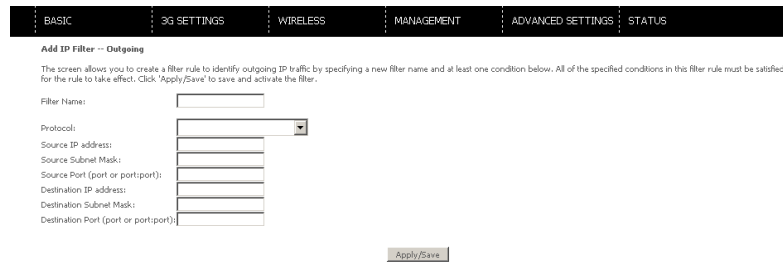 BASIC 3G SETTINGS WIRELESS MANAGEMENT ADVANCED SETTINGS STATUS
Add IP Filter -- Outgoing
The screen allows you to create a filter rule to identify outgoing IP traffic by specifying a new filter name and at least one condition below. All of the specified conditions in this filter rule must be satisfied
for the rule to take effect. Click 'Apply/Save' to save and activate the filter.
Filter Name:
Protocol:
Source IP address:
Source Subnet Mask:
Source Port (port or port:port):
Destination IP address:
Destination Subnet Mask:
Destination Port (port or port:port):
Apply/Save